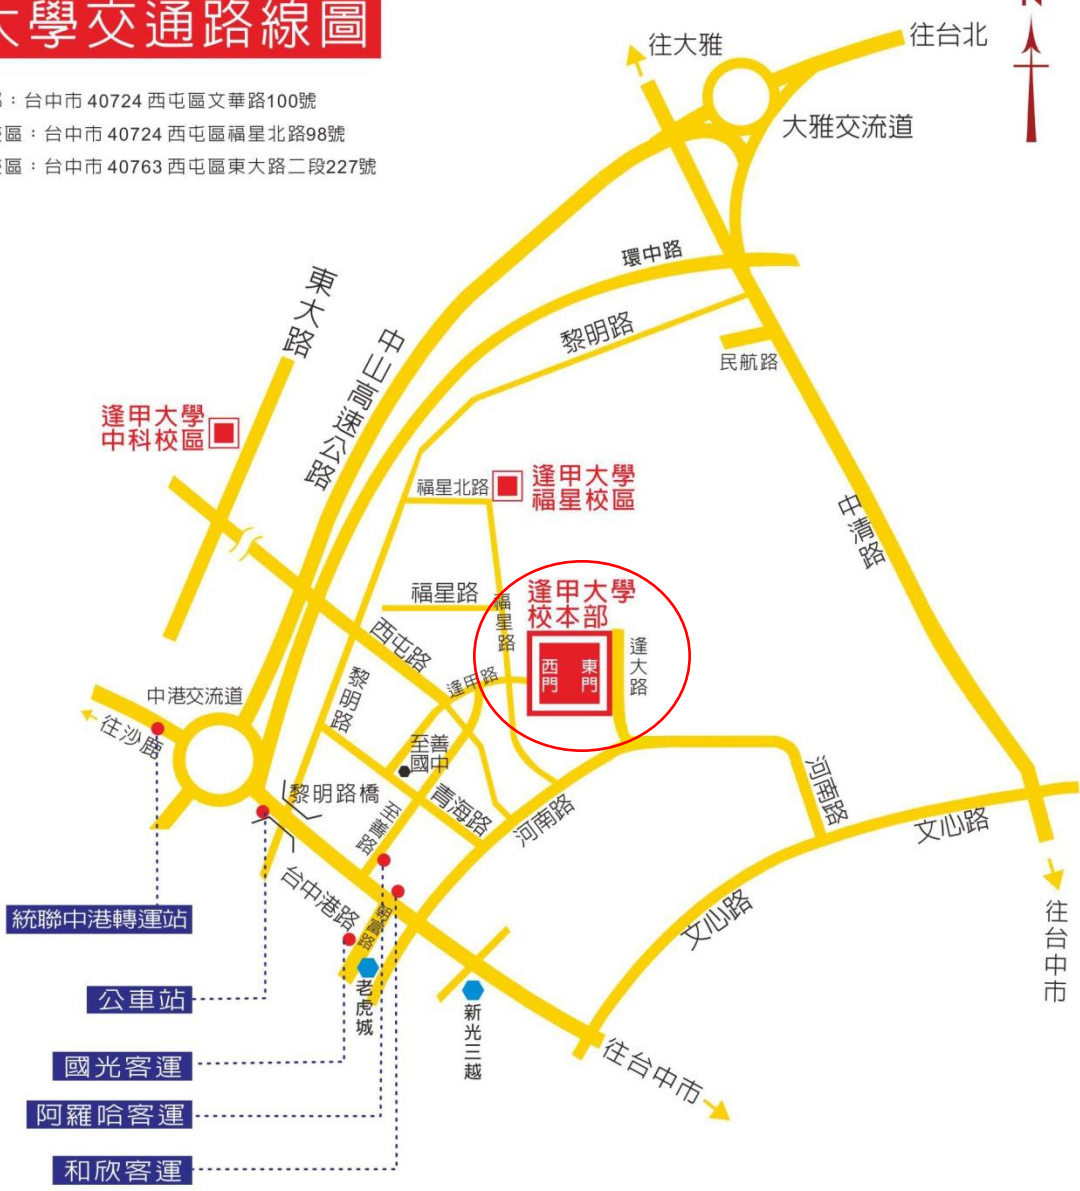 大學交通路線圖
N
：台中市 40724 西屯區文華路100號
區：台中市 40724 西屯區福星北路98號
區：台中市 40763 西屯區東大路二段227號
往大雅
往台北
大雅交流道
環中路
黎明路
民航路
東大路
中山高速公路
逢甲大學
中科校區
福星北路
逢甲大學
福星校區
中清路
福星路
福星路
逢甲大學
校本部
西門
東門
逢大路
西屯路
逢甲路
黎明路
中港交流道
往沙鹿
至善
國中
黎明路橋
至善路
青海路
河南路
河南路
文心路
文心路
台中港路
朝富路
統聯中港轉運站
公車站
國光客運
阿羅哈客運
和欣客運
老虎城
新光三越
往台中市
往台中市